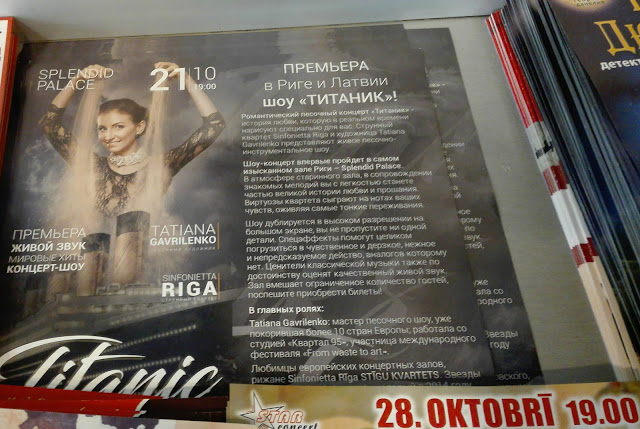 SPLENDID
PALACE
21|10
19:00
ПРЕМЬЕРА
ЖИВОЙ ЗВУК
МИРОВЫЕ ХИТЫ
КОНЦЕРТ-ШОУ
TATIANA
GAVRILENKO
SINFONIETTA
RIGA
Titanic
ПРЕМЬЕРА
в Риге и Латвии
шоу «ТИТАНИК»!
Романтический песочный концерт «Титаник» -
история любви, которую в реальном времени
нарисуют специально для вас. Струнный
квартет Sinfonietta Riga и художница Tatiana
Gavrilenko представляют живое песочно-
инструментальное шоу.
Шоу-концерт впервые пройдет в самом
изысканном зале Риги – Splendid Palace.
В атмосфере старинного зала, в сопровождении
знакомых мелодий вы с легкостью станете
частью великой истории любви и прощания.
Виртуозы квартета сыграют на нотах ваших
чувств, оживляя самые тонкие переживания.
Шоу дублируется в высоком разрешении на
большом экране, вы не пропустите ни одной
детали. Спецэффекты помогут целиком
погрузиться в чувственное и дерзкое, нежное
и непредсказуемое действо, аналогов которому
нет. Ценители классической музыки также по
достоинству оценят качественный живой звук.
Зал вмещает ограниченное количество гостей,
поспешите приобрести билеты!
В главных ролях:
Tatiana Gavrilenko: мастер песочного шоу, уже
покорившая более 10 стран Европы; работала со
студией «Квартал 95», участница международного
фестиваля «From waste to art».
Любимцы европейских концертных залов,
рижане Sinfonietta Rīga STĪGU KVARTETS. Звезды
STAR
concert
28. OKTOBRĪ 19.00